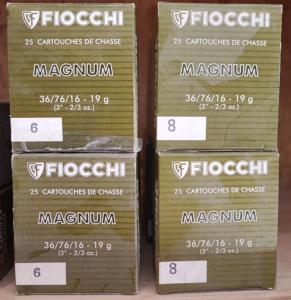 FIOCCHI
25 CARTOUCHES DE CHASSE
MAGNUM
36/76/16 - 19 g
(3" - 2/3 oz.)
6
FIOCCHI
25 CARTOUCHES DE CHASSE
MAGNUM
36/76/16 - 19 g
(3" - 2/3 oz.)
8
FIOCCHI
25 CARTOUCHES DE CHASSE
MAGNUM
36/76/16 - 19 g
(3" - 2/3 oz.)
6
FIOCCHI
25 CARTOUCHES DE CHASSE
MAGNUM
36/76/16 - 19 g
(3" - 2/3 oz.)
8